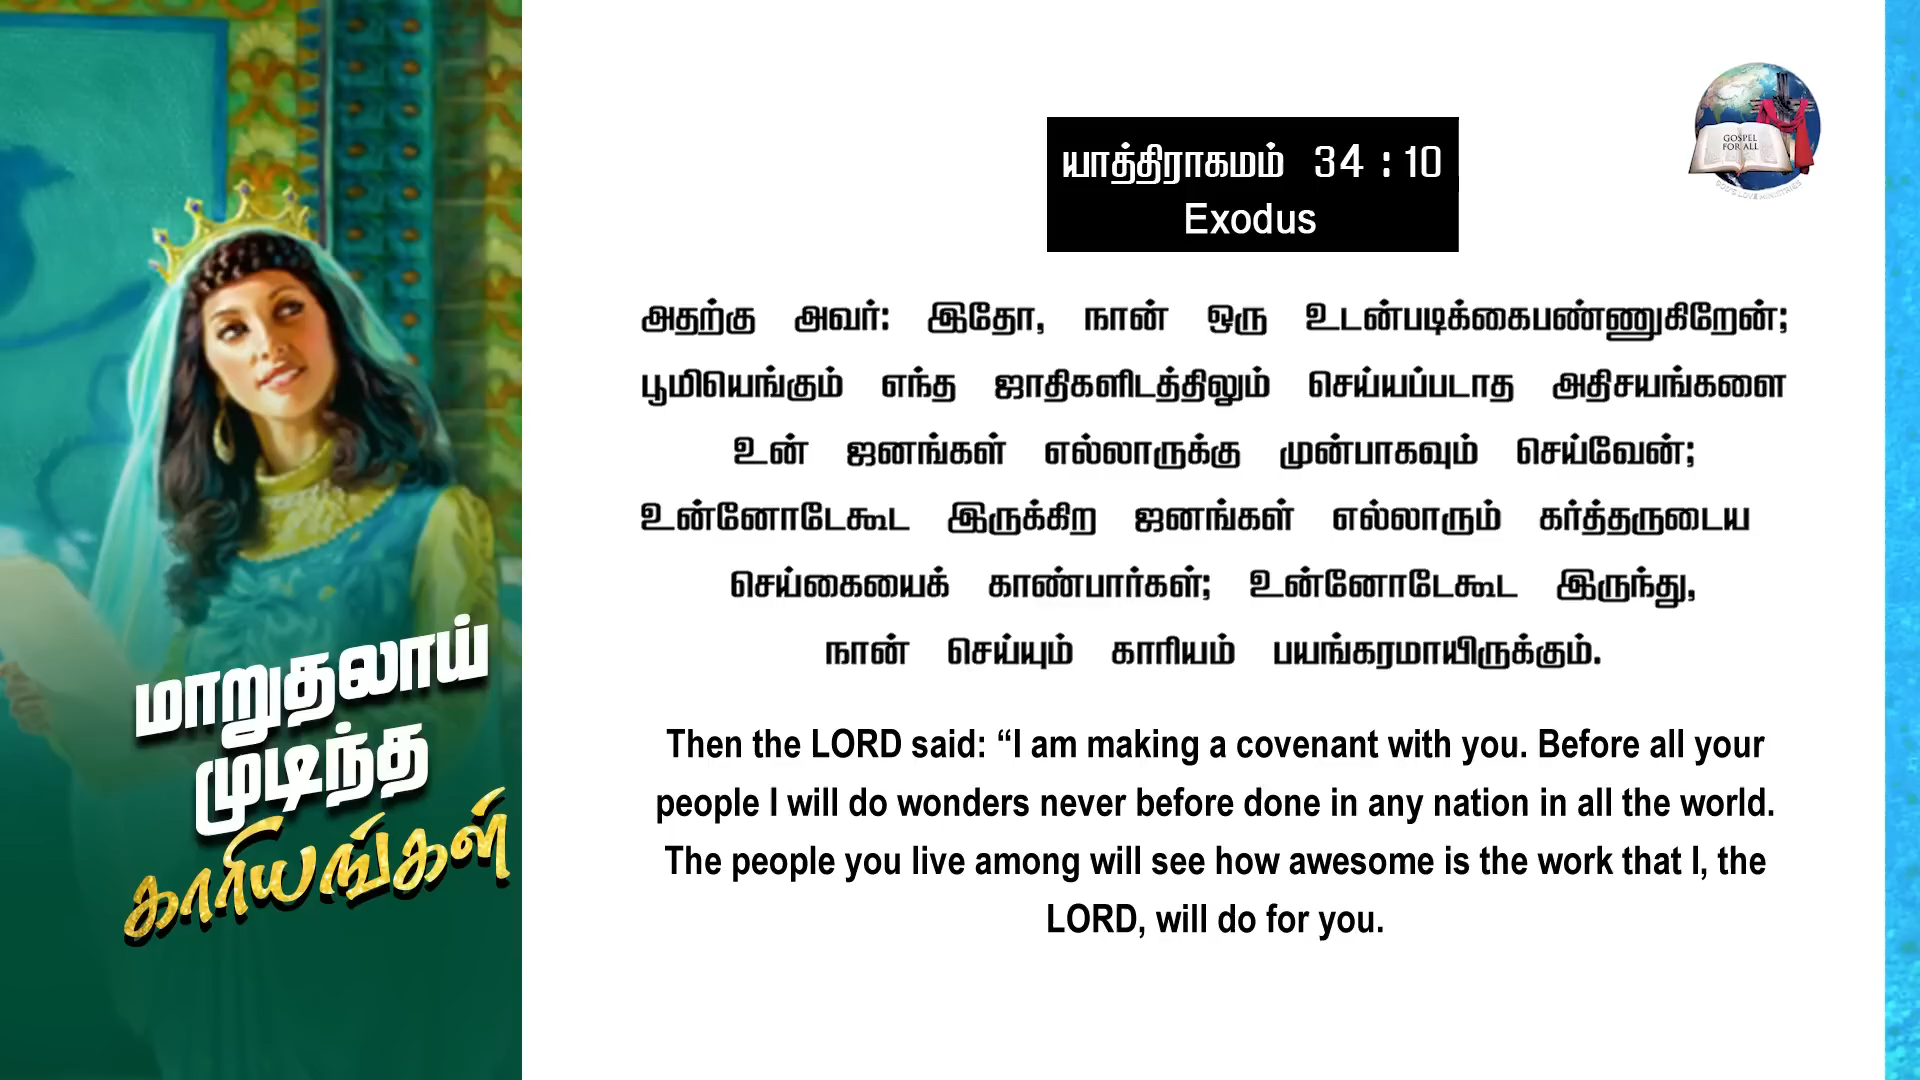 மாறுதலாய்
முடிந்த
காரியங்கள்
GOSPEL
FOR ALL
GOD'S LOVE MINISTRIES
யாத்திராகமம் 34 : 10
Exodus
அதற்கு அவர்: இதோ, நான் ஒரு உடன்படிக்கைபண்ணுகிறேன்;
பூமியெங்கும் எந்த ஜாதிகளிடத்திலும் செய்யப்படாத அதிசயங்களை
உன் ஜனங்கள் எல்லாருக்கு முன்பாகவும் செய்வேன்;
உன்னோடேகூட இருக்கிற ஜனங்கள் எல்லாரும் கர்த்தருடைய
செய்கையைக் காண்பார்கள்; உன்னோடேகூட இருந்து,
நான் செய்யும் காரியம் பயங்கரமாயிருக்கும்.
Then the LORD said: “I am making a covenant with you. Before all your
people I will do wonders never before done in any nation in all the world.
The people you live among will see how awesome is the work that I, the
LORD, will do for you.